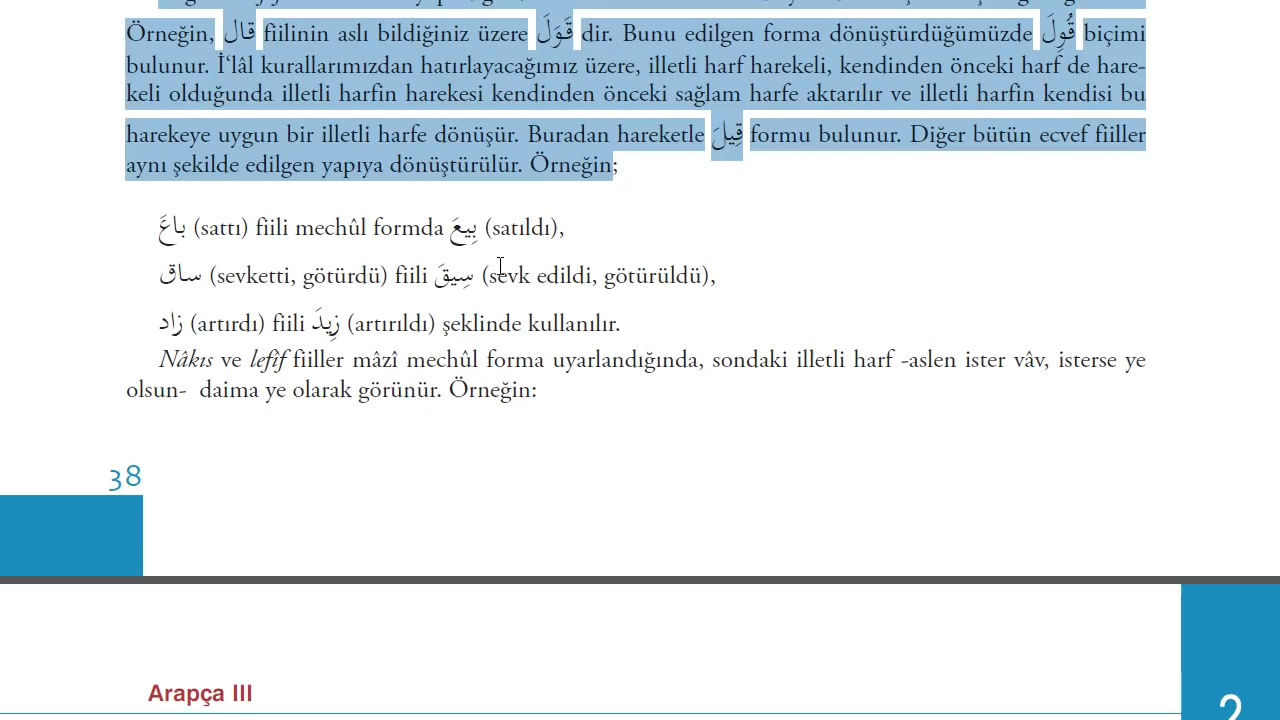 Örneğin, قال fiilinin aslı bildiğiniz üzere قَوَلَ dir. Bunu edilgen forma dönüştürdüğümüzde قُوِلَ biçimi
bulunur. İ‘lâl kurallarımızdan hatırlayacağımız üzere, illetli harf harekeli, kendinden önceki harf de hare-
keli olduğunda illetli harfin harekesi kendinden önceki sağlam harfe aktarılır ve illetli harfin kendisi bu
harekeye uygun bir illetli harfe dönüşür. Buradan hareketle قِيلَ formu bulunur. Diğer bütün ecvef fiiller
aynı şekilde edilgen yapıya dönüştürülür. Örneğin;
باعَ (sattı) fiili mechûl formda بِيعَ (satıldı),
ساق (sevketti, götürdü) fiili سِيقَ (sevk edildi, götürüldü),
زاد (artırdı) fiili زِيدَ (artırıldı) şeklinde kullanılır.
Nâkıs ve lefîf fiiller mâzî mechûl forma uyarlandığında, sondaki illetli harf -aslen ister vâv, isterse ye
olsun- daima ye olarak görünür. Örneğin:
38
Arapça III
2